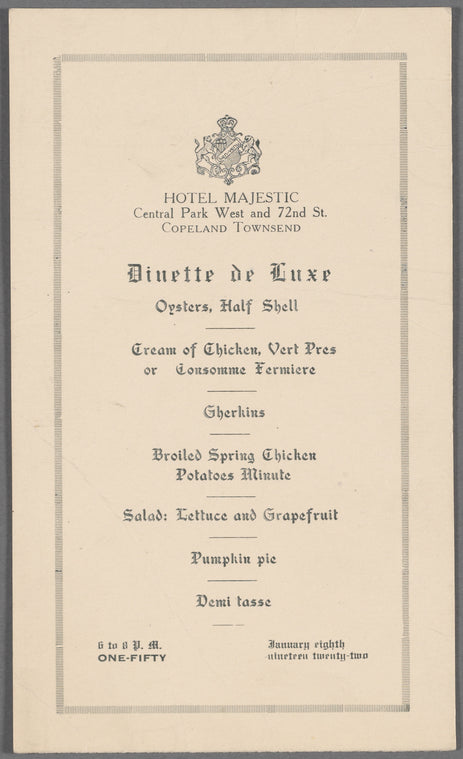 HOTEL MAJESTIC
Central Park West and 72nd St.
COPELAND TOWNSEND
Dinette de Luxe
Oysters, Half Shell
Cream of Chicken, Vert Pres
or Consomme Fermiere
Gherkins
Broiled Spring Chicken
Potatoes Minute
Salad: Lettuce and Grapefruit
Pumpkin pie
Demi tasse
6 to 8 P. M.
ONE-FIFTY
January eighth
nineteen twenty-two